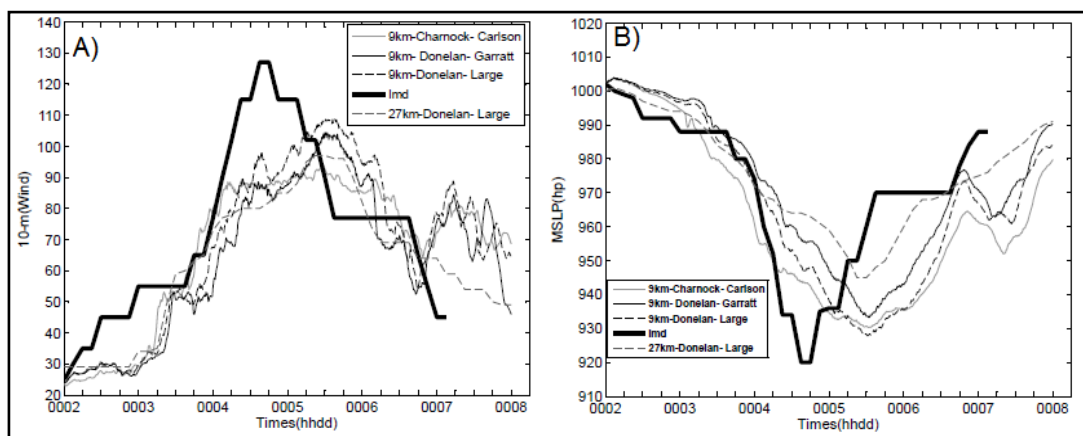 A)
10-m(Wind)
140
130
120
110
100
90
80
70
60
50
40
30
20
0002 0003 0004 0005 0006 0007 0008
Times(hhdd)
9km-Charnock- Carlson
9km- Donelan- Garratt
9km-Donelan- Large
Imd
27km-Donelan- Large
B)
MSLP(hp)
1020
1010
1000
990
980
970
960
950
940
930
920
910
0002 0003 0004 0005 0006 0007 0008
Times(hhdd)
9km-Charnock- Carlson
9km- Donelan- Garratt
9km-Donelan- Large
Imd
27km-Donelan- Large